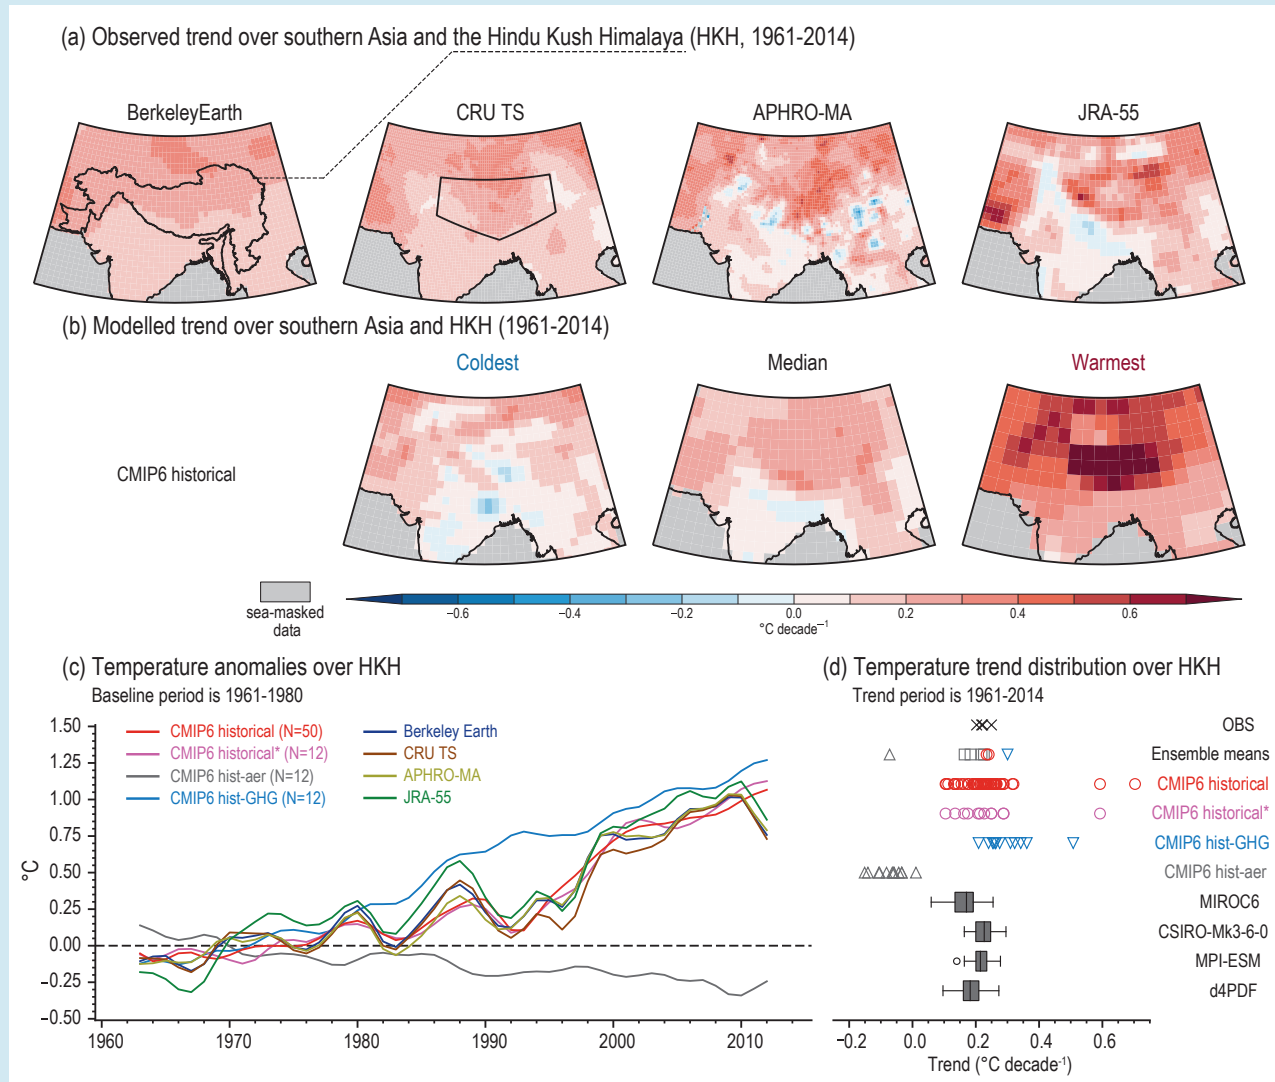 (a) Observed trend over southern Asia and the Hindu Kush Himalaya (HKH, 1961-2014)
BerkeleyEarth
CRU TS
APHRO-MA
JRA-55
(b) Modelled trend over southern Asia and HKH (1961-2014)
Coldest
Median
Warmest
CMIP6 historical
sea-masked
data
−0.6
−0.4
−0.2
0.0
0.2
0.4
0.6
°C decade⁻¹
(c) Temperature anomalies over HKH
Baseline period is 1961-1980
CMIP6 historical (N=50)
CMIP6 historical* (N=12)
CMIP6 hist-aer (N=12)
CMIP6 hist-GHG (N=12)
Berkeley Earth
CRU TS
APHRO-MA
JRA-55
°C
1.50
1.25
1.00
0.75
0.50
0.25
0.00
−0.25
−0.50
1960
1970
1980
1990
2000
2010
(d) Temperature trend distribution over HKH
Trend period is 1961-2014
OBS
Ensemble means
CMIP6 historical
CMIP6 historical*
CMIP6 hist-GHG
CMIP6 hist-aer
MIROC6
CSIRO-Mk3-6-0
MPI-ESM
d4PDF
−0.2
0.0
0.2
0.4
0.6
Trend (°C decade⁻¹)